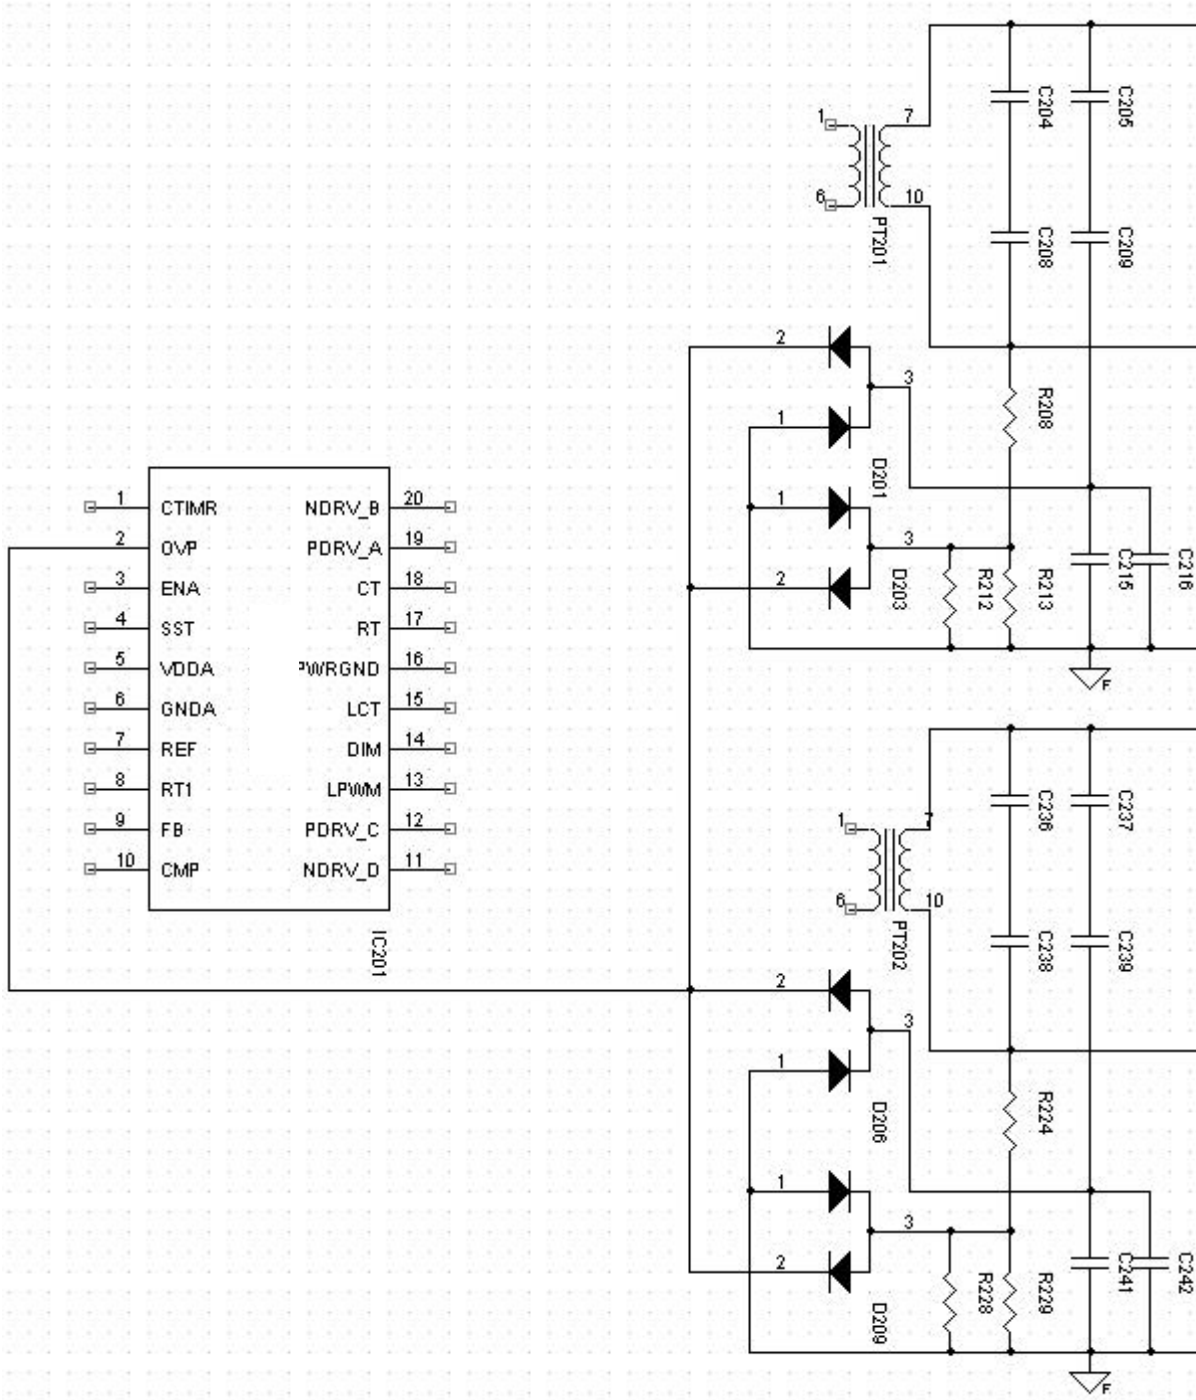 C204
C205
1
7
6
10
PT201
C208
C209
2
3
1
R208
D201
1
3
2
D203
R212
R213
C215
C216
F
1 CTIMR NDRV_B 20
2 OVP PDRV_A 19
3 ENA CT 18
4 SST RT 17
5 VDDA PWRGND 16
6 GNDA LCT 15
7 REF DIM 14
8 RT1 LPWM 13
9 FB PDRV_C 12
10 CMP NDRV_D 11
IC201
C236
C237
1
7
6
10
PT202
C238
C239
2
3
1
D206
R224
1
3
2
D209
R228
R229
C241
C242
F